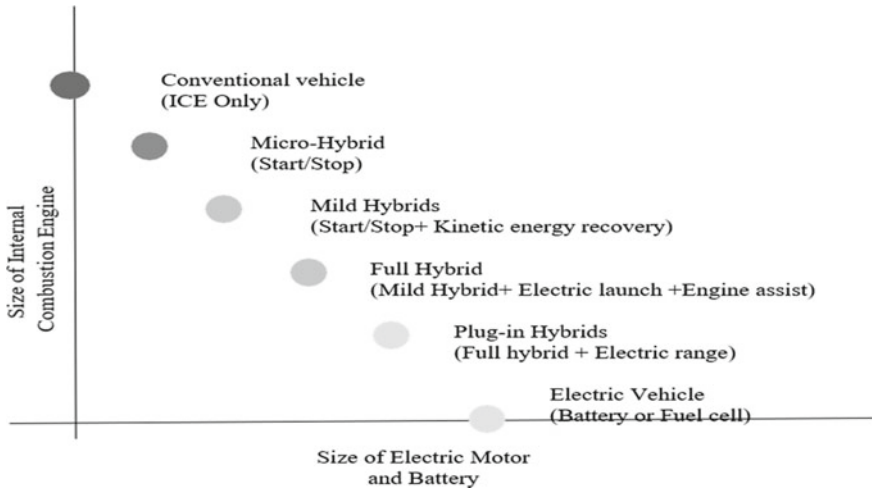 Conventional vehicle
(ICE Only)
Micro-Hybrid
(Start/Stop)
Mild Hybrids
(Start/Stop+ Kinetic energy recovery)
Full Hybrid
(Mild Hybrid+ Electric launch +Engine assist)
Plug-in Hybrids
(Full hybrid + Electric range)
Electric Vehicle
(Battery or Fuel cell)
Size of Internal
Combustion Engine
Size of Electric Motor
and Battery